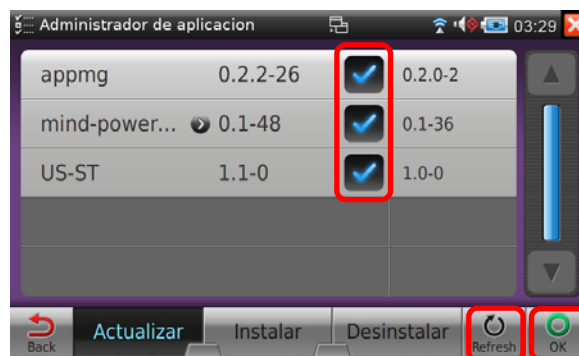 Administrador de aplicacion 03:29
appmg 0.2.2-26 0.2.0-2
mind-power... 0.1-48 0.1-36
US-ST 1.1-0 1.0-0
Back Actualizar Instalar Desinstalar Refresh OK